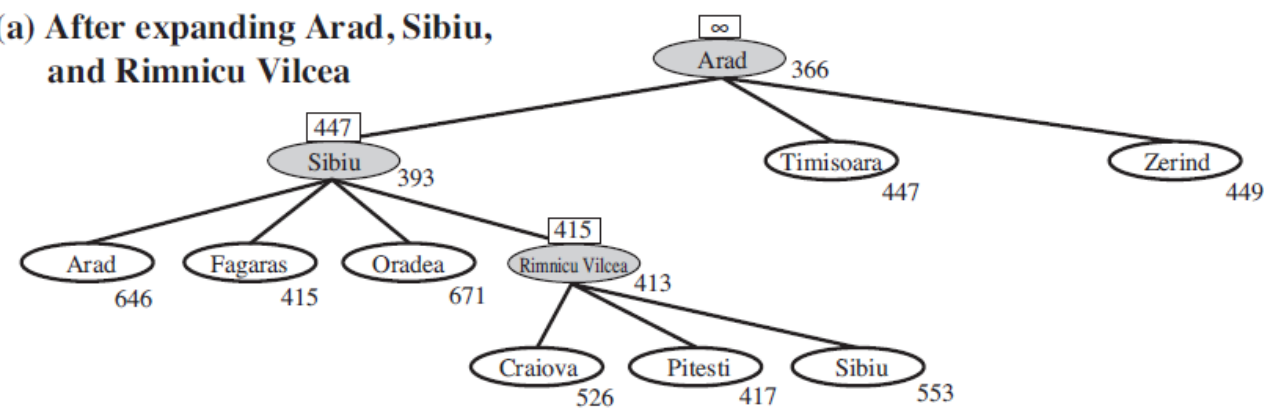 (a) After expanding Arad, Sibiu,
and Rimnicu Vilcea
∞
Arad
366
447
Sibiu
393
Timisoara
447
Zerind
449
Arad
646
Fagaras
415
Oradea
671
415
Rimnicu Vilcea
413
Craiova
526
Pitesti
417
Sibiu
553